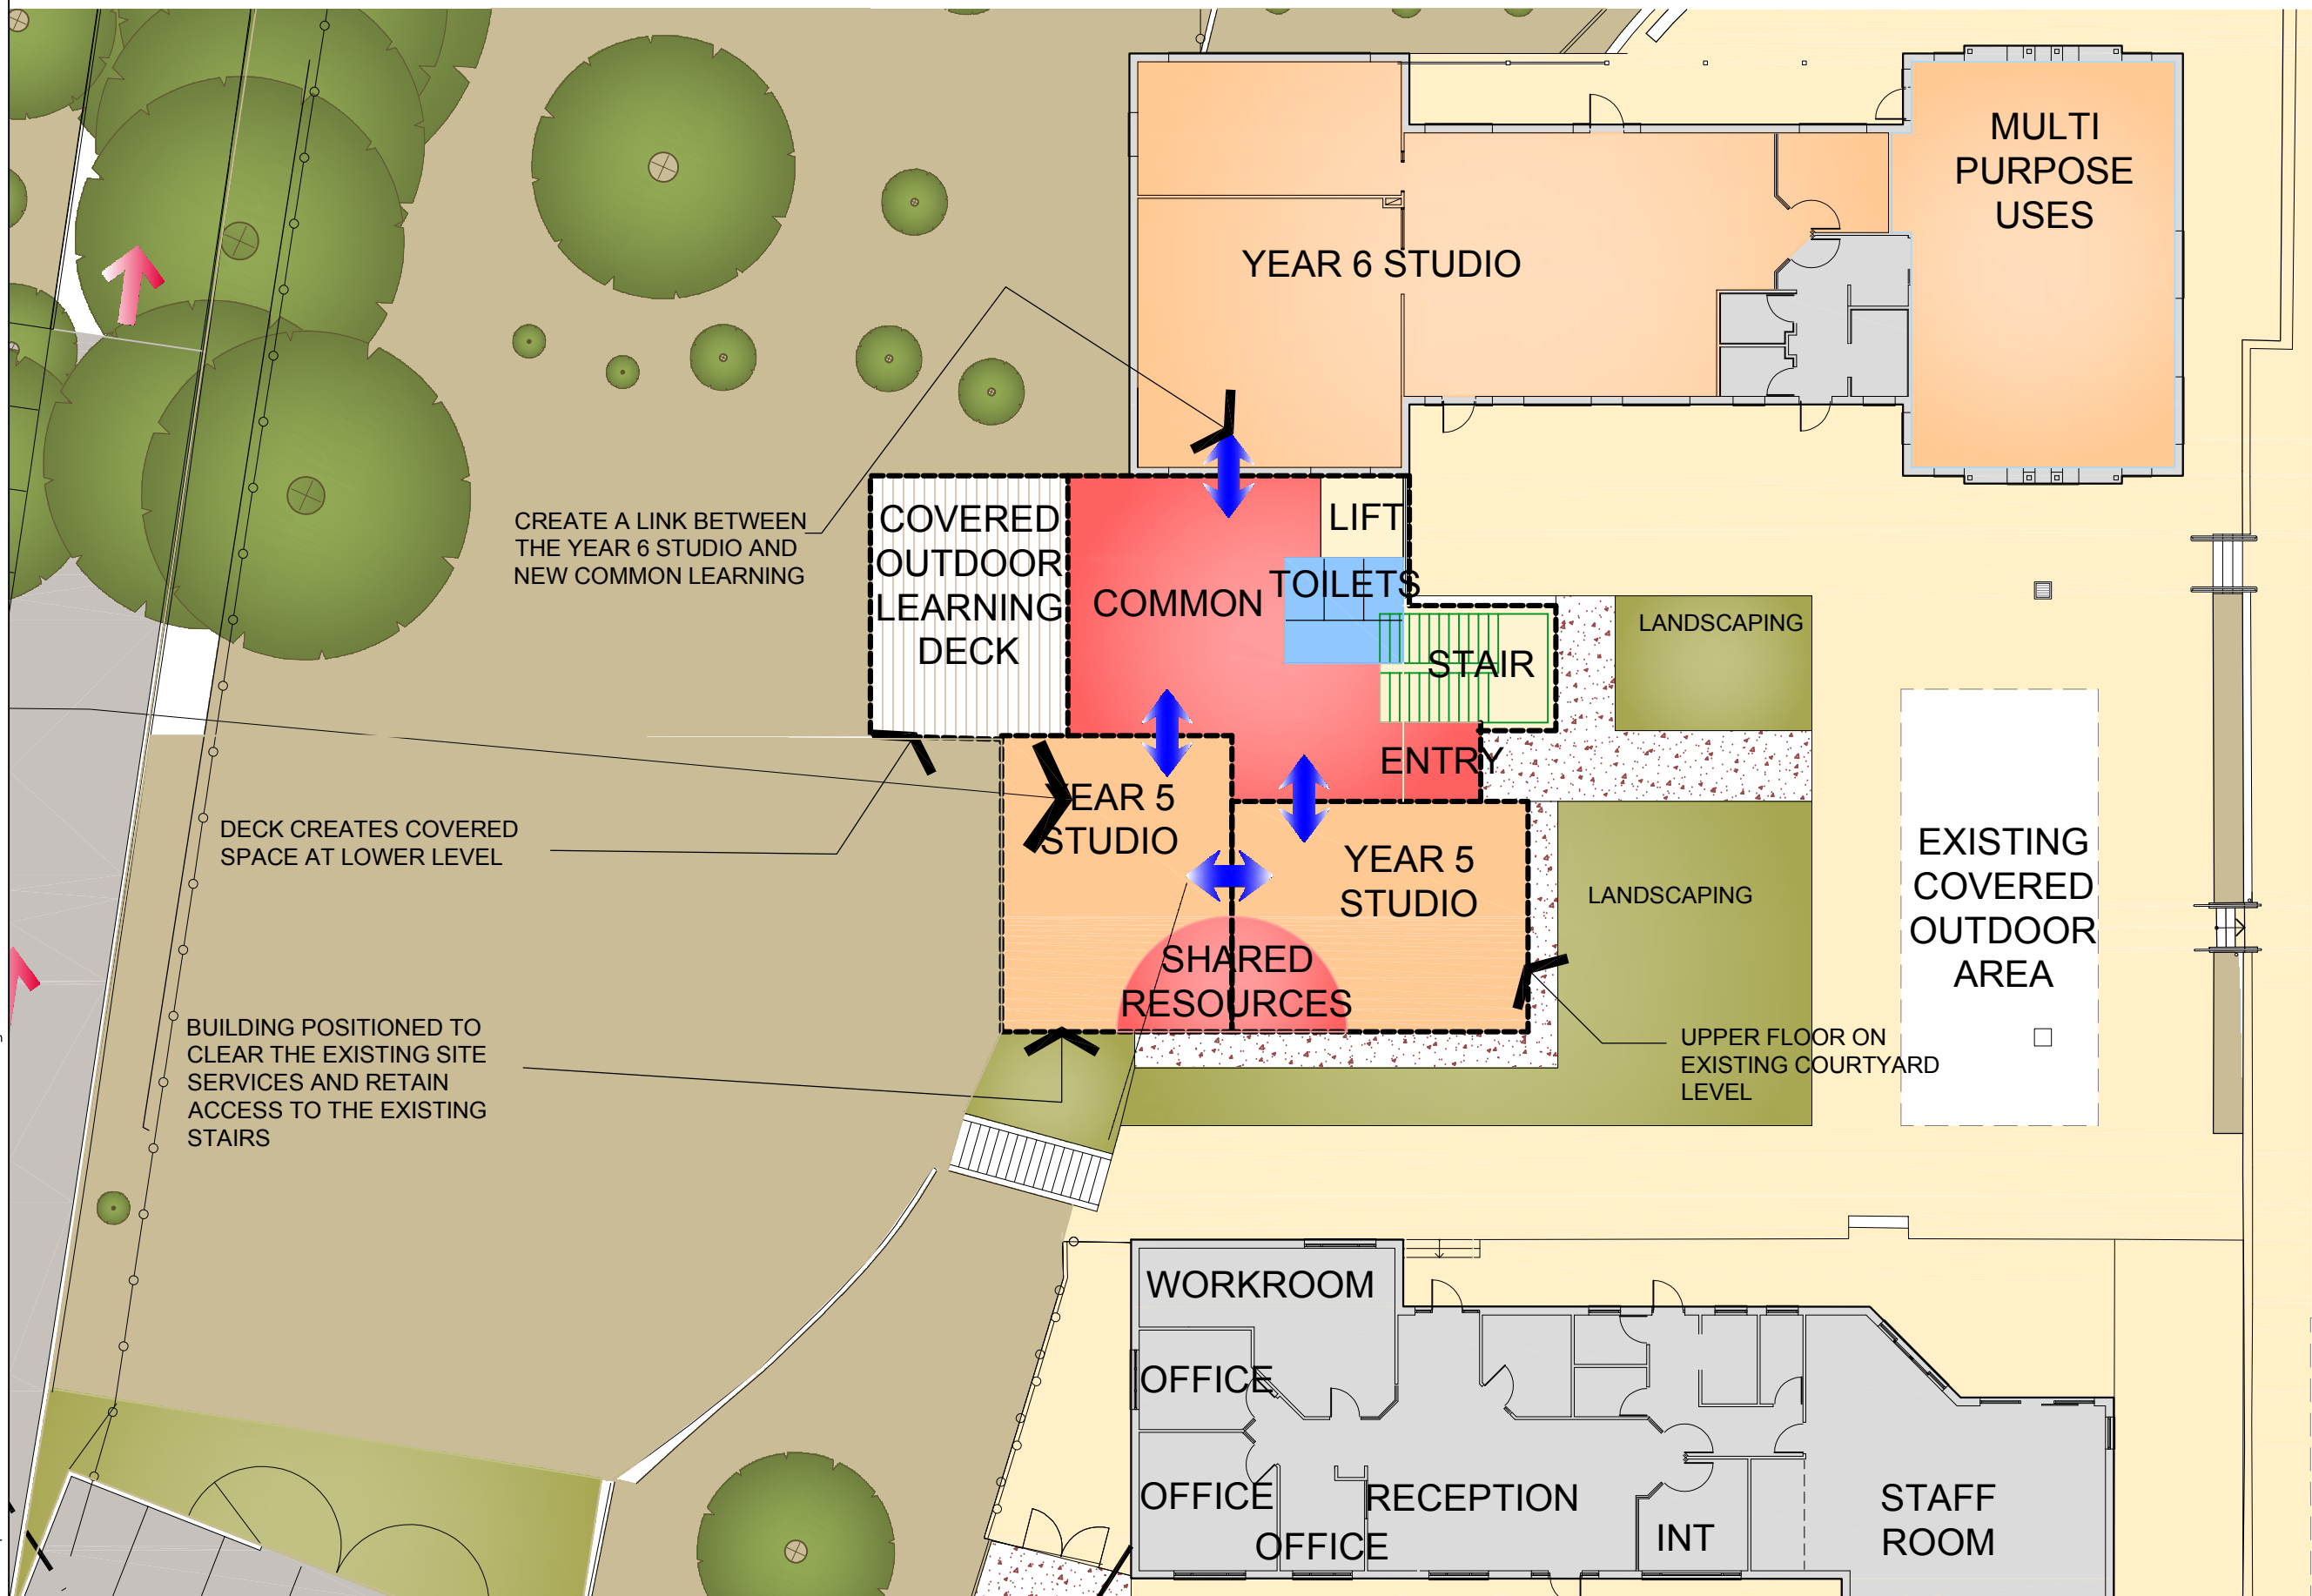 MULTI
PURPOSE
USES
YEAR 6 STUDIO
CREATE A LINK BETWEEN
THE YEAR 6 STUDIO AND
NEW COMMON LEARNING
COVERED
OUTDOOR
LEARNING
DECK
COMMON
LIFT
TOILETS
STAIR
ENTRY
LANDSCAPING
YEAR 5
STUDIO
YEAR 5
STUDIO
SHARED
RESOURCES
LANDSCAPING
EXISTING
COVERED
OUTDOOR
AREA
DECK CREATES COVERED
SPACE AT LOWER LEVEL
BUILDING POSITIONED TO
CLEAR THE EXISTING SITE
SERVICES AND RETAIN
ACCESS TO THE EXISTING
STAIRS
UPPER FLOOR ON
EXISTING COURTYARD
LEVEL
WORKROOM
OFFICE
OFFICE
OFFICE
RECEPTION
INT
STAFF
ROOM